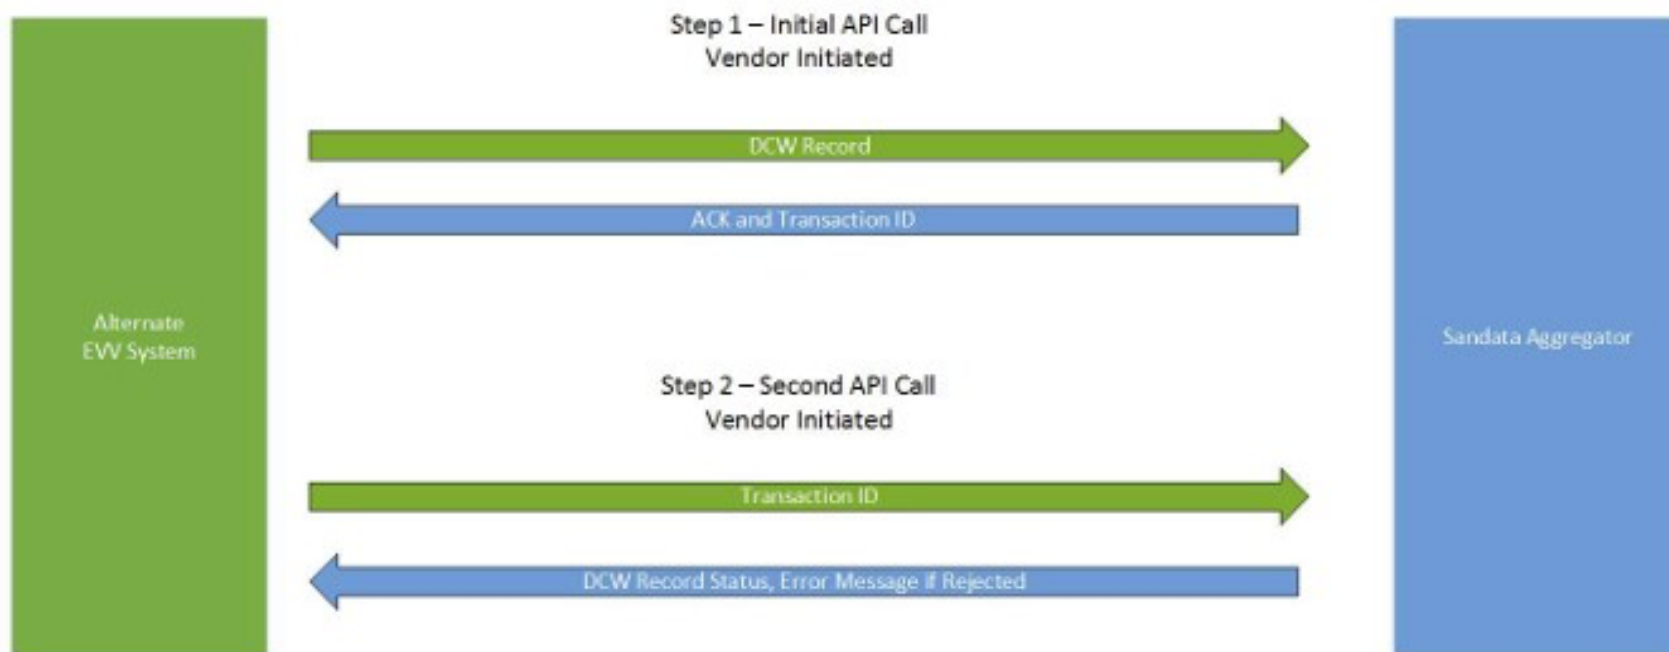 Step 1 – Initial API Call
Vendor Initiated
DCW Record
ACK and Transaction ID
Alternate
EVV System
Sandata Aggregator
Step 2 – Second API Call
Vendor Initiated
Transaction ID
DCW Record Status, Error Message if Rejected